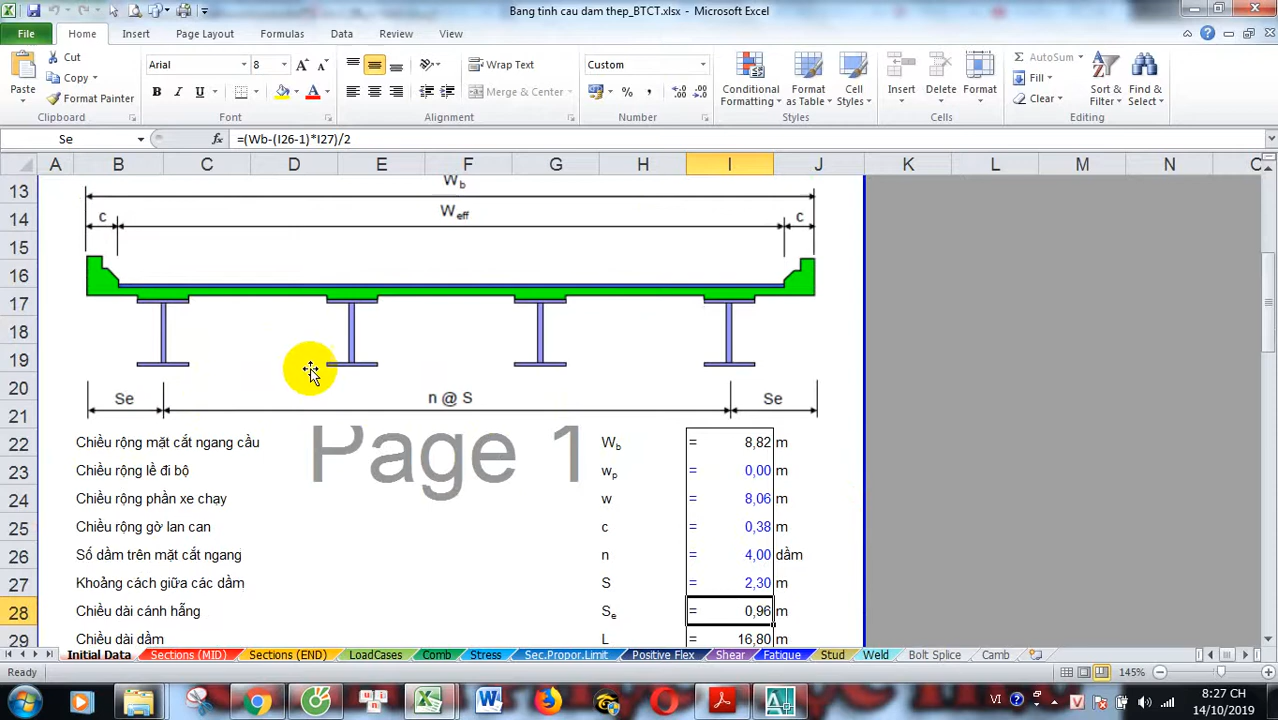 Bang tinh cau dam thep_BTCT.xlsx - Microsoft Excel
File Home Insert Page Layout Formulas Data Review View
Cut
Copy
Format Painter
Paste
Clipboard
Arial 8
B I U
Font
Wrap Text
Merge & Center
Alignment
Custom
%
Number
Conditional Formatting
Format as Table
Cell Styles
Styles
Insert Delete Format
Cells
AutoSum
Fill
Clear
Sort & Filter
Find & Select
Editing
Se fx =(Wb-(I26-1)*I27)/2
A B C D E F G H I J K L M N
13 Wb
14 c Weff c
15
16
17
18
19
20 Se n @ S Se
21
Page 1
22 Chiều rộng mặt cắt ngang cầu Wb = 8,82 m
23 Chiều rộng lề đi bộ wp = 0,00 m
24 Chiều rộng phần xe chạy w = 8,06 m
25 Chiều rộng gờ lan can c = 0,38 m
26 Số dầm trên mặt cắt ngang n = 4,00 dầm
27 Khoảng cách giữa các dầm S = 2,30 m
28 Chiều dài cánh hẫng Se = 0,96 m
29 Chiều dài dầm L = 16,80 m
Initial Data Sections (MID) Sections (END) LoadCases Comb Stress Sec.Propor.Limit Positive Flex Shear Fatigue Stud Weld Bolt Splice Camb
Ready 145%
VI 8:27 CH
14/10/2019